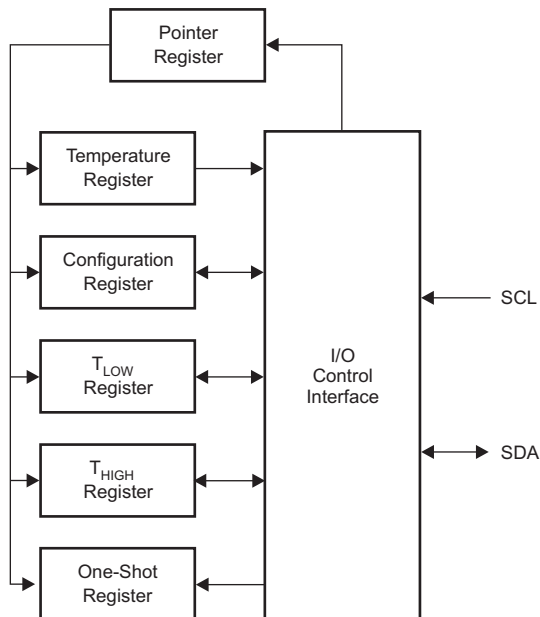 Pointer
Register
Temperature
Register
Configuration
Register
T_LOW
Register
T_HIGH
Register
One-Shot
Register
I/O
Control
Interface
SCL
SDA